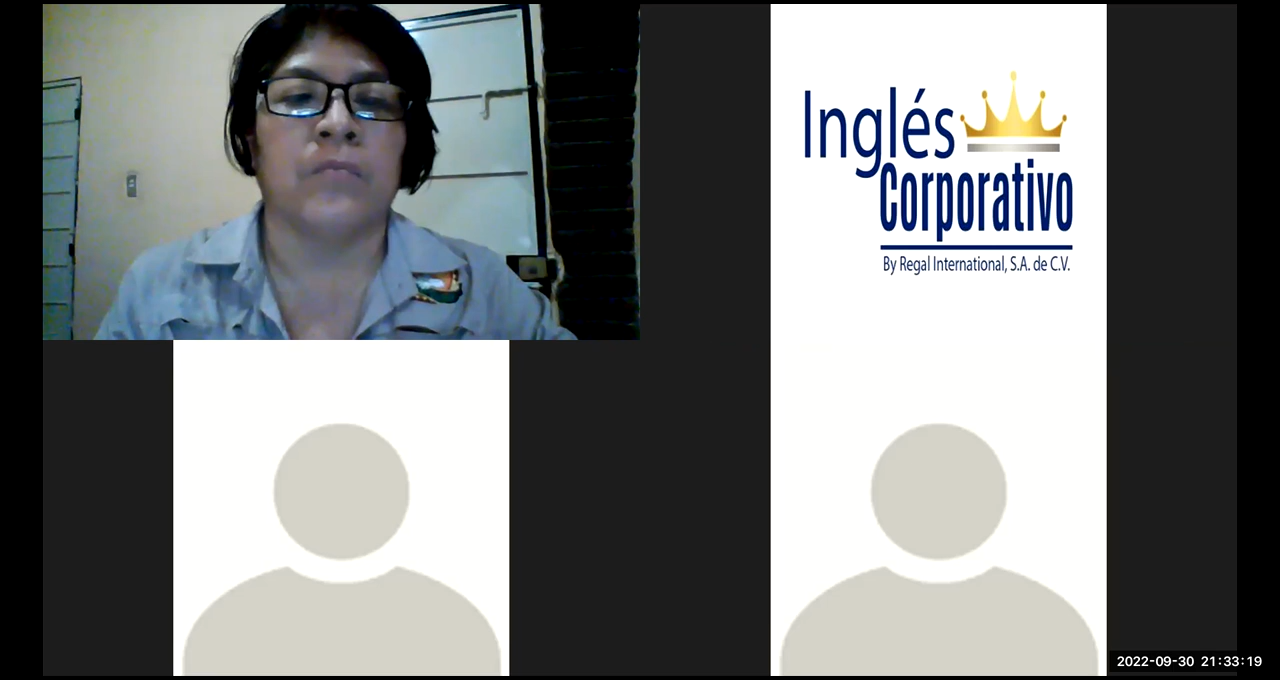 Inglés
Corporativo
By Regal International, S.A. de C.V.
2022-09-30 21:33:19